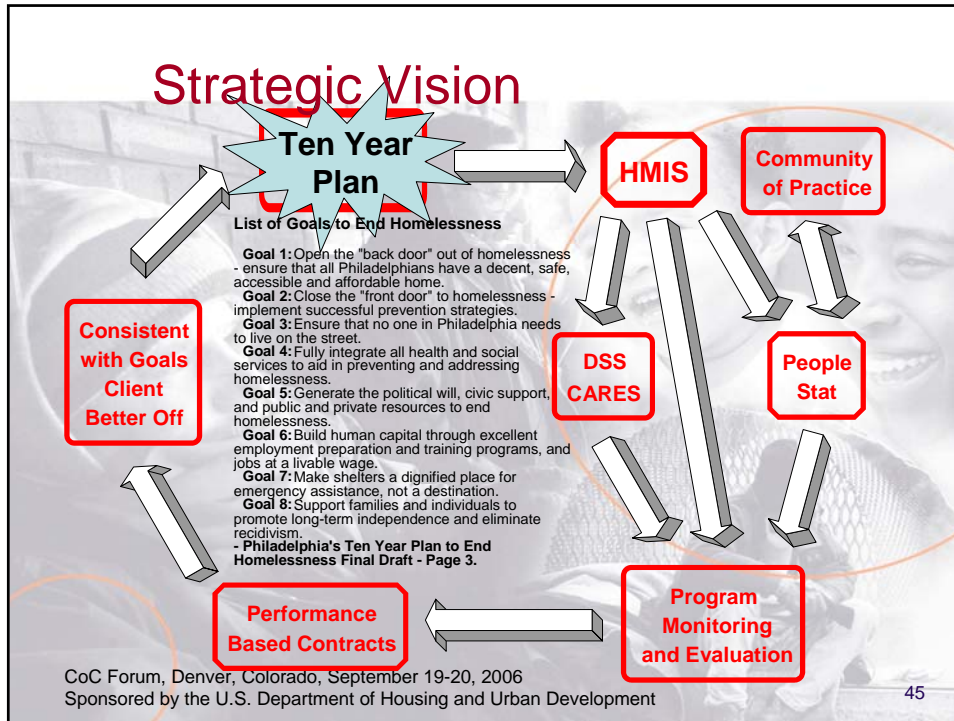 Strategic Vision
Ten Year
Plan
HMIS
Community
of Practice
List of Goals to End Homelessness
Goal 1:Open the "back door" out of homelessness
- ensure that all Philadelphians have a decent, safe,
accessible and affordable home.
Goal 2:Close the "front door" to homelessness -
implement successful prevention strategies.
Goal 3:Ensure that no one in Philadelphia needs
to live on the street.
Goal 4:Fully integrate all health and social
services to aid in preventing and addressing
homelessness.
Goal 5:Generate the political will, civic support,
and public and private resources to end
homelessness.
Goal 6:Build human capital through excellent
employment preparation and training programs, and
jobs at a livable wage.
Goal 7:Make shelters a dignified place for
emergency assistance, not a destination.
Goal 8:Support families and individuals to
promote long-term independence and eliminate
recidivism.
- Philadelphia's Ten Year Plan to End
Homelessness Final Draft - Page 3.
Consistent
with Goals
Client
Better Off
DSS
CARES
People
Stat
Performance
Based Contracts
Program
Monitoring
and Evaluation
CoC Forum, Denver, Colorado, September 19-20, 2006
Sponsored by the U.S. Department of Housing and Urban Development
45